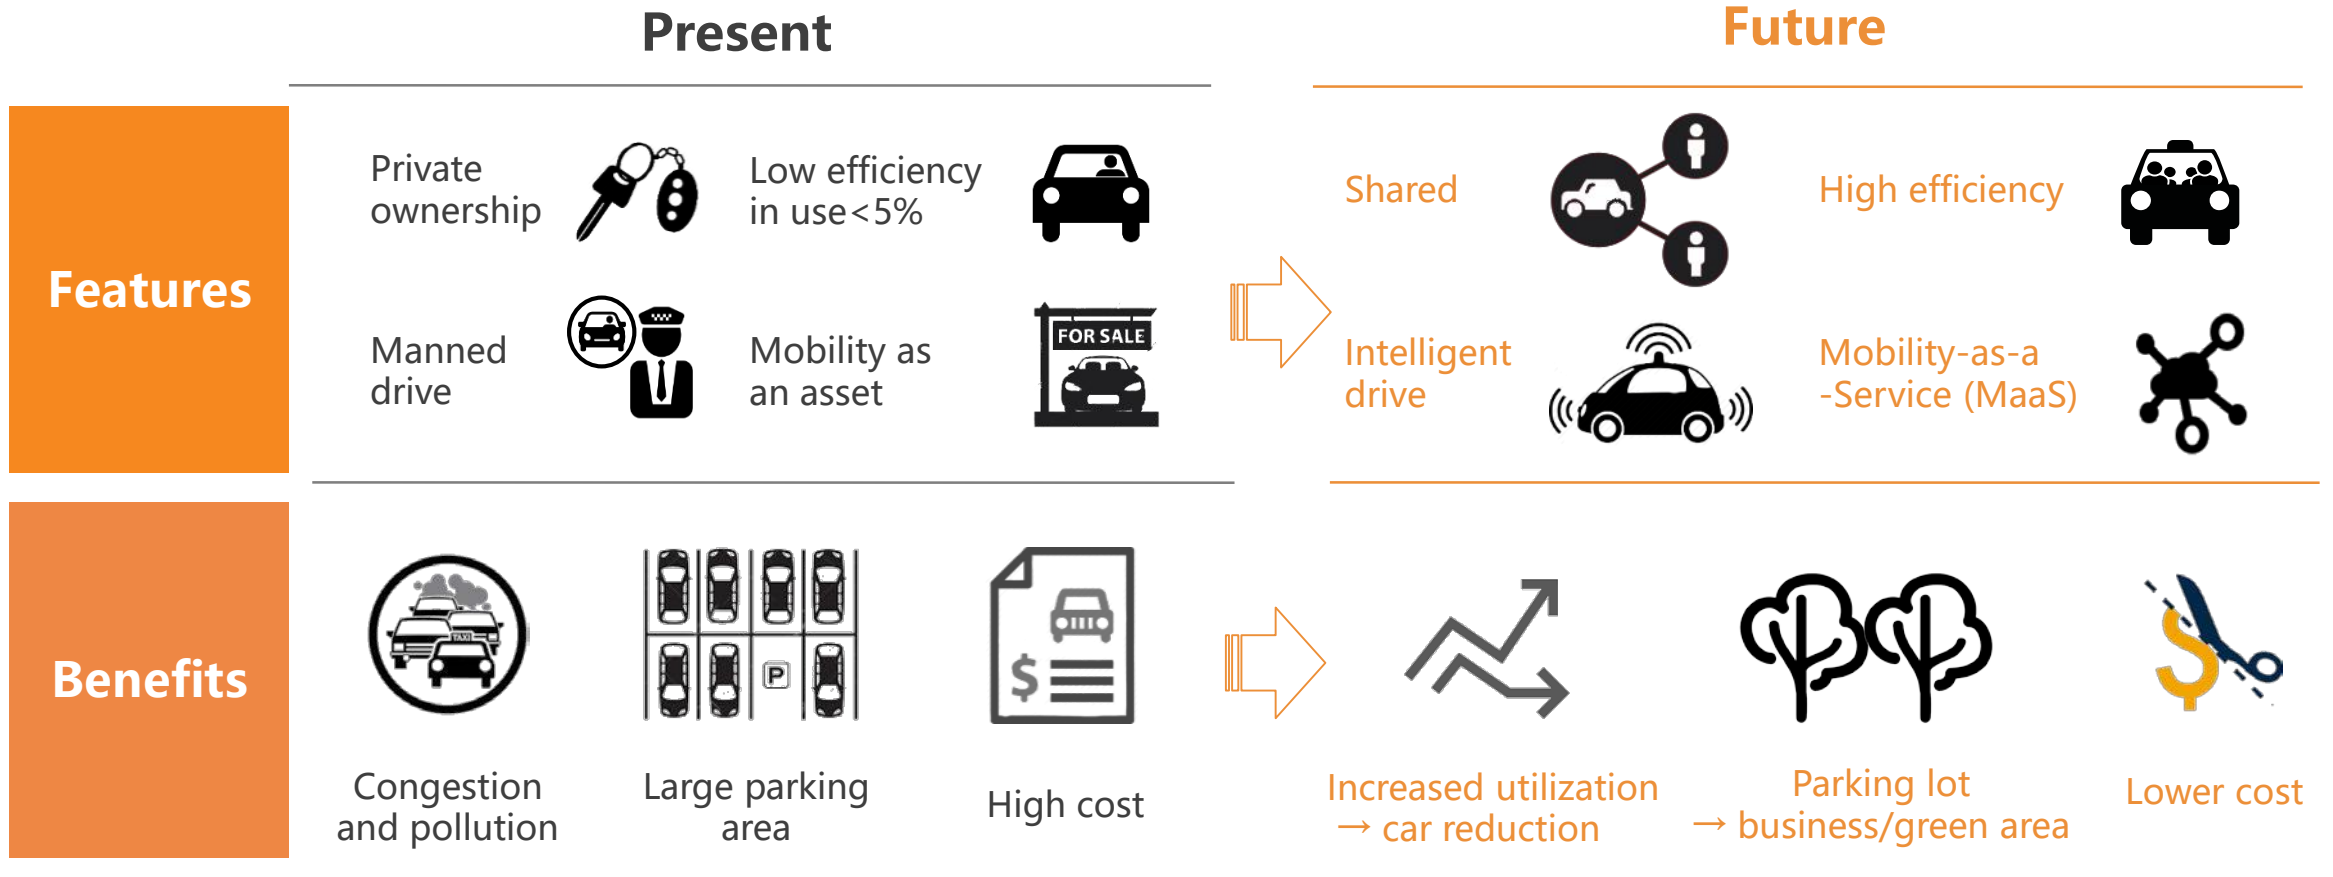 Present
Future
Features
Private
ownership
Low efficiency
in use<5%
Shared
High efficiency
Manned
drive
Mobility as
an asset
FOR SALE
Intelligent
drive
Mobility-as-a
-Service (MaaS)
Benefits
TAXI
P
$
$
Congestion
and pollution
Large parking
area
High cost
Increased utilization
→ car reduction
Parking lot
→ business/green area
Lower cost